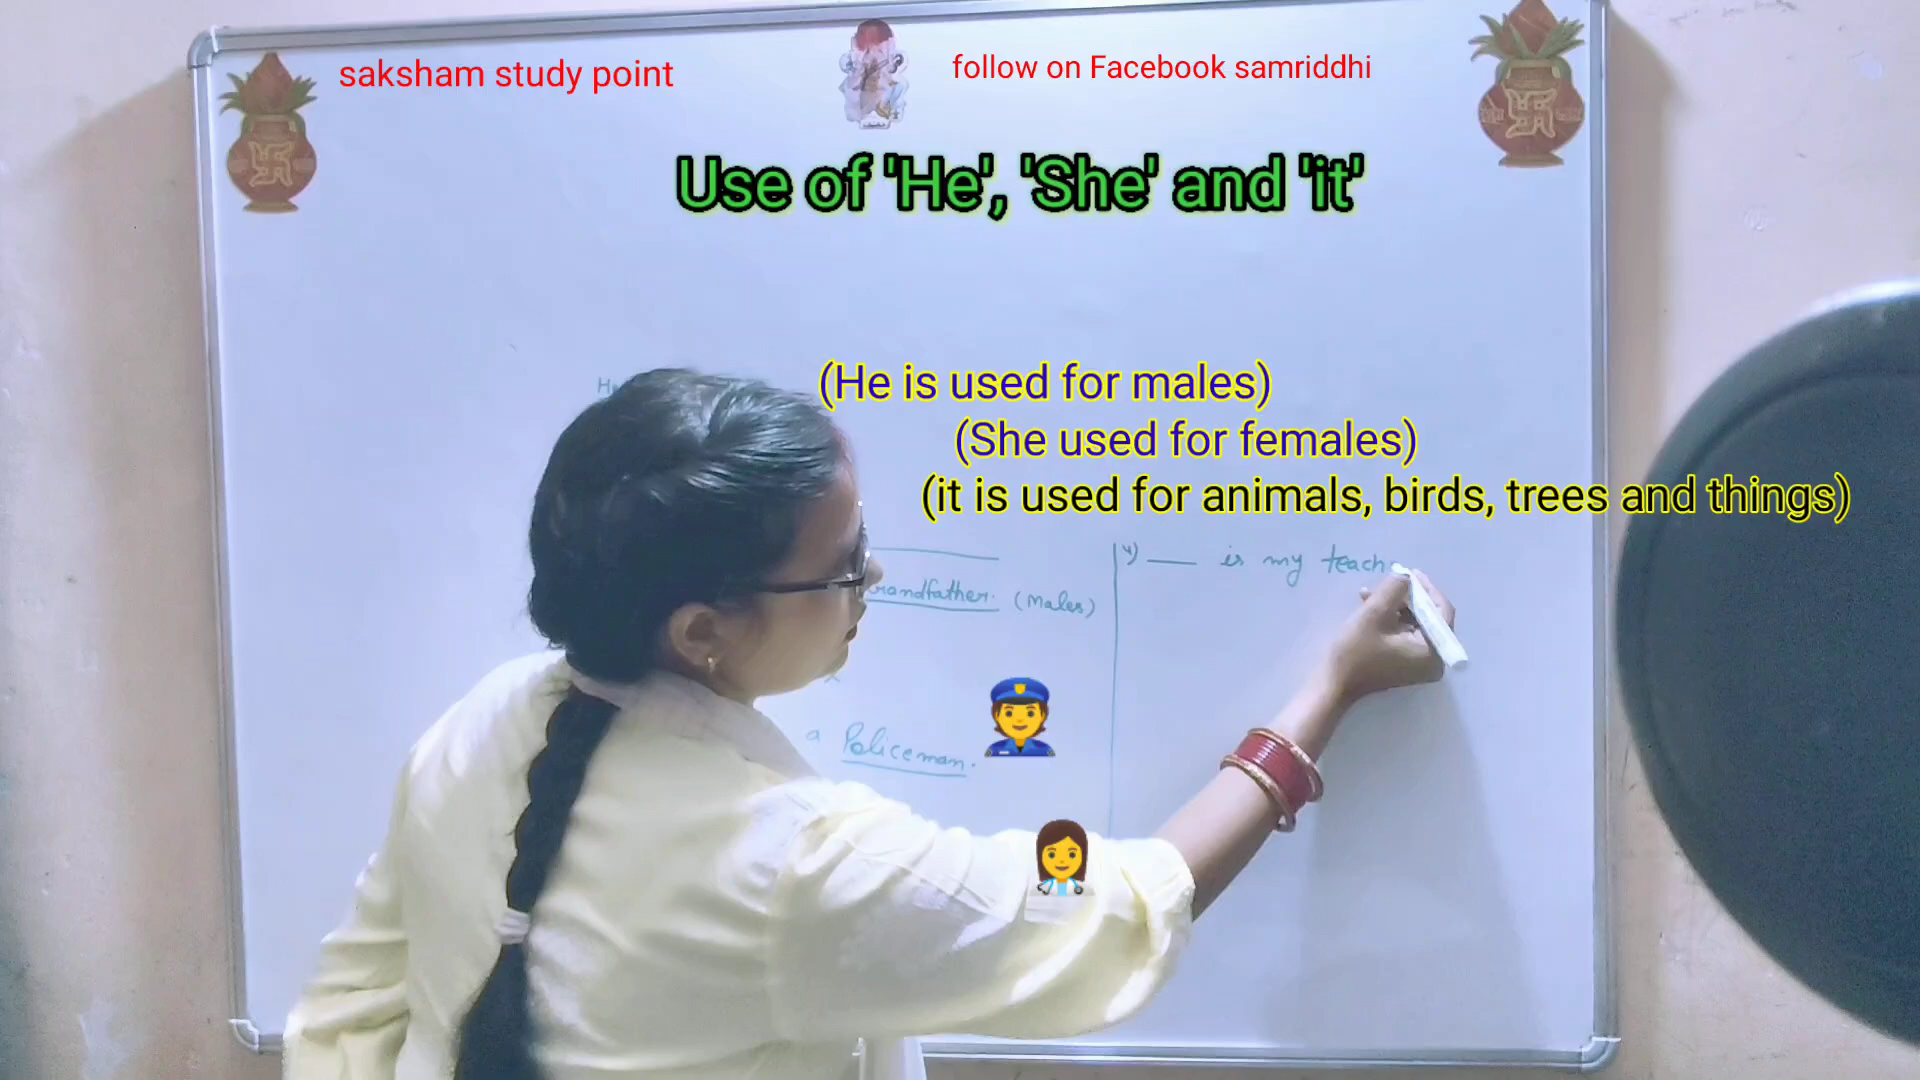 saksham study point
follow on Facebook samriddhi
Use of 'He', 'She' and 'it'
(He is used for males)
(She used for females)
(it is used for animals, birds, trees and things)
4) ___ is my teach
grandfather. (Males)
a Policeman.